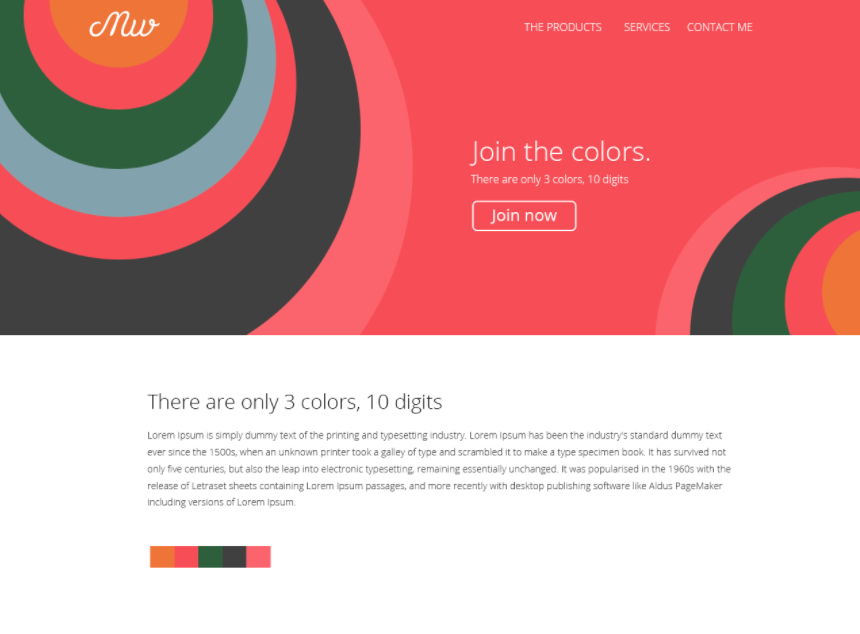 Mw
THE PRODUCTS SERVICES CONTACT ME
Join the colors.
There are only 3 colors, 10 digits
Join now
There are only 3 colors, 10 digits
Lorem Ipsum is simply dummy text of the printing and typesetting industry. Lorem Ipsum has been the industry's standard dummy text
ever since the 1500s, when an unknown printer took a galley of type and scrambled it to make a type specimen book. It has survived not
only five centuries, but also the leap into electronic typesetting, remaining essentially unchanged. It was popularised in the 1960s with the
release of Letraset sheets containing Lorem Ipsum passages, and more recently with desktop publishing software like Aldus PageMaker
including versions of Lorem Ipsum.